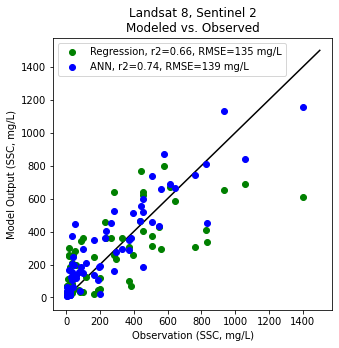 Landsat 8, Sentinel 2
Modeled vs. Observed
Regression, r2=0.66, RMSE=135 mg/L
ANN, r2=0.74, RMSE=139 mg/L
1400
1200
1000
800
600
400
200
0
Model Output (SSC, mg/L)
0 200 400 600 800 1000 1200 1400
Observation (SSC, mg/L)